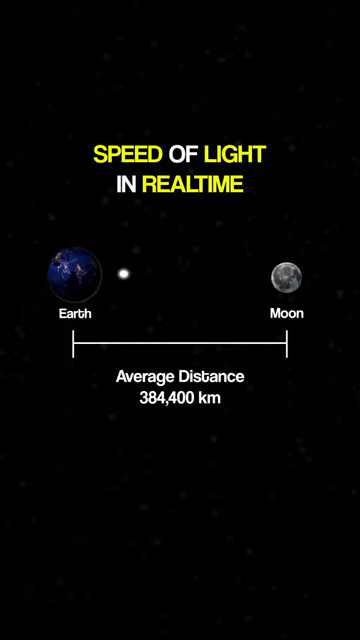 SPEED OF LIGHT
IN REALTIME
Earth
Moon
Average Distance
384,400 km